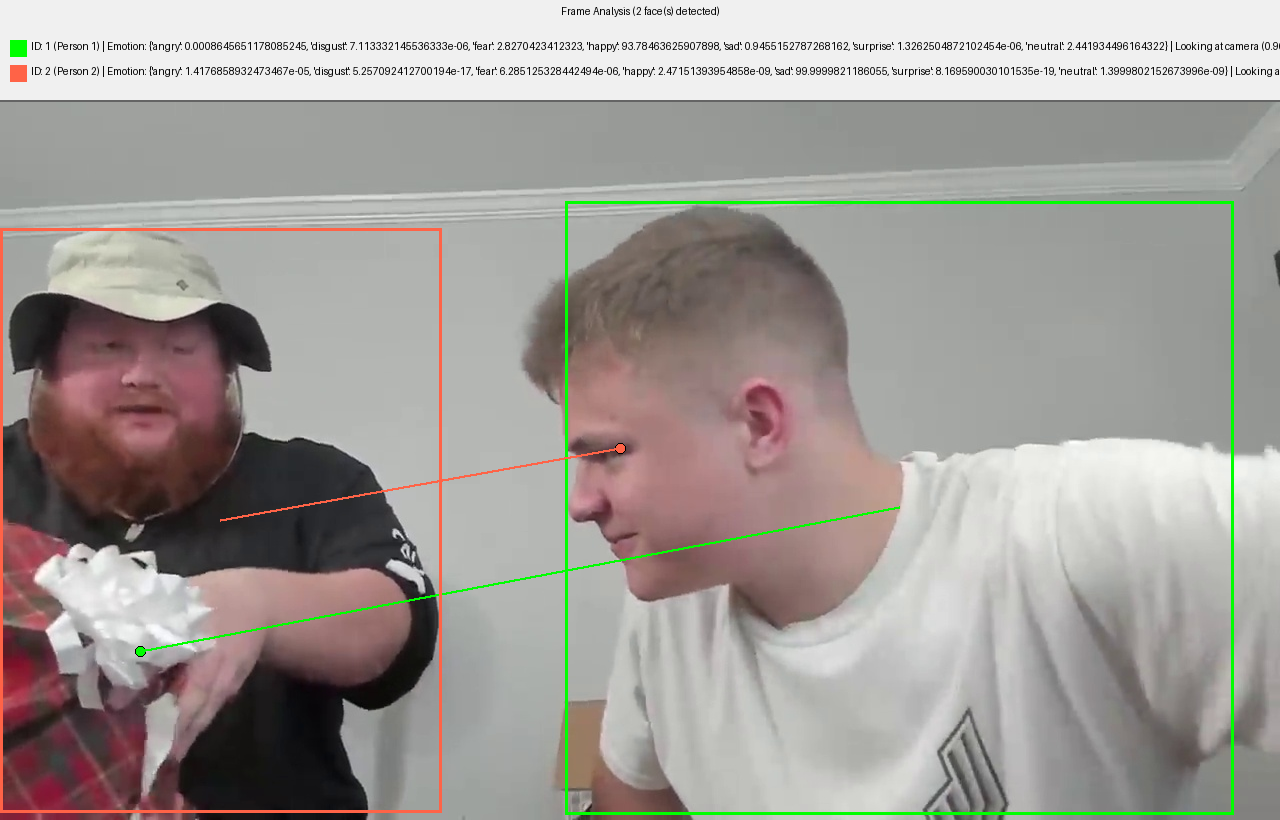 Frame Analysis (2 face(s) detected)
ID: 1 (Person 1) | Emotion: {'angry': 0.0008645651178085245, 'disgust': 7.113332145536333e-06, 'fear': 2.8270423412323, 'happy': 93.78463625907898, 'sad': 0.9455152787268162, 'surprise': 1.3262504872102454e-06, 'neutral': 2.441934496164322} | Looking at camera (0.96
ID: 2 (Person 2) | Emotion: {'angry': 1.4176858932473467e-05, 'disgust': 5.257092412700194e-17, 'fear': 6.285125328442494e-06, 'happy': 2.47151393954858e-09, 'sad': 99.9999821186055, 'surprise': 8.169590030101535e-19, 'neutral': 1.3999802152673996e-09} | Looking a